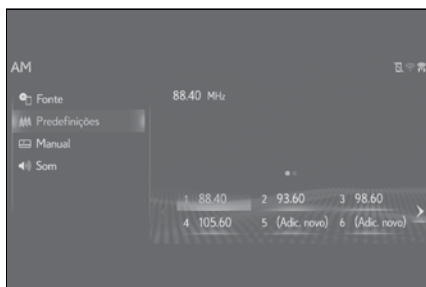 AM
Fonte
88.40 MHz
Predefinições
Manual
Som
1 88.40 2 93.60 3 98.60
4 105.60 5 (Adic. novo) 6 (Adic. novo)